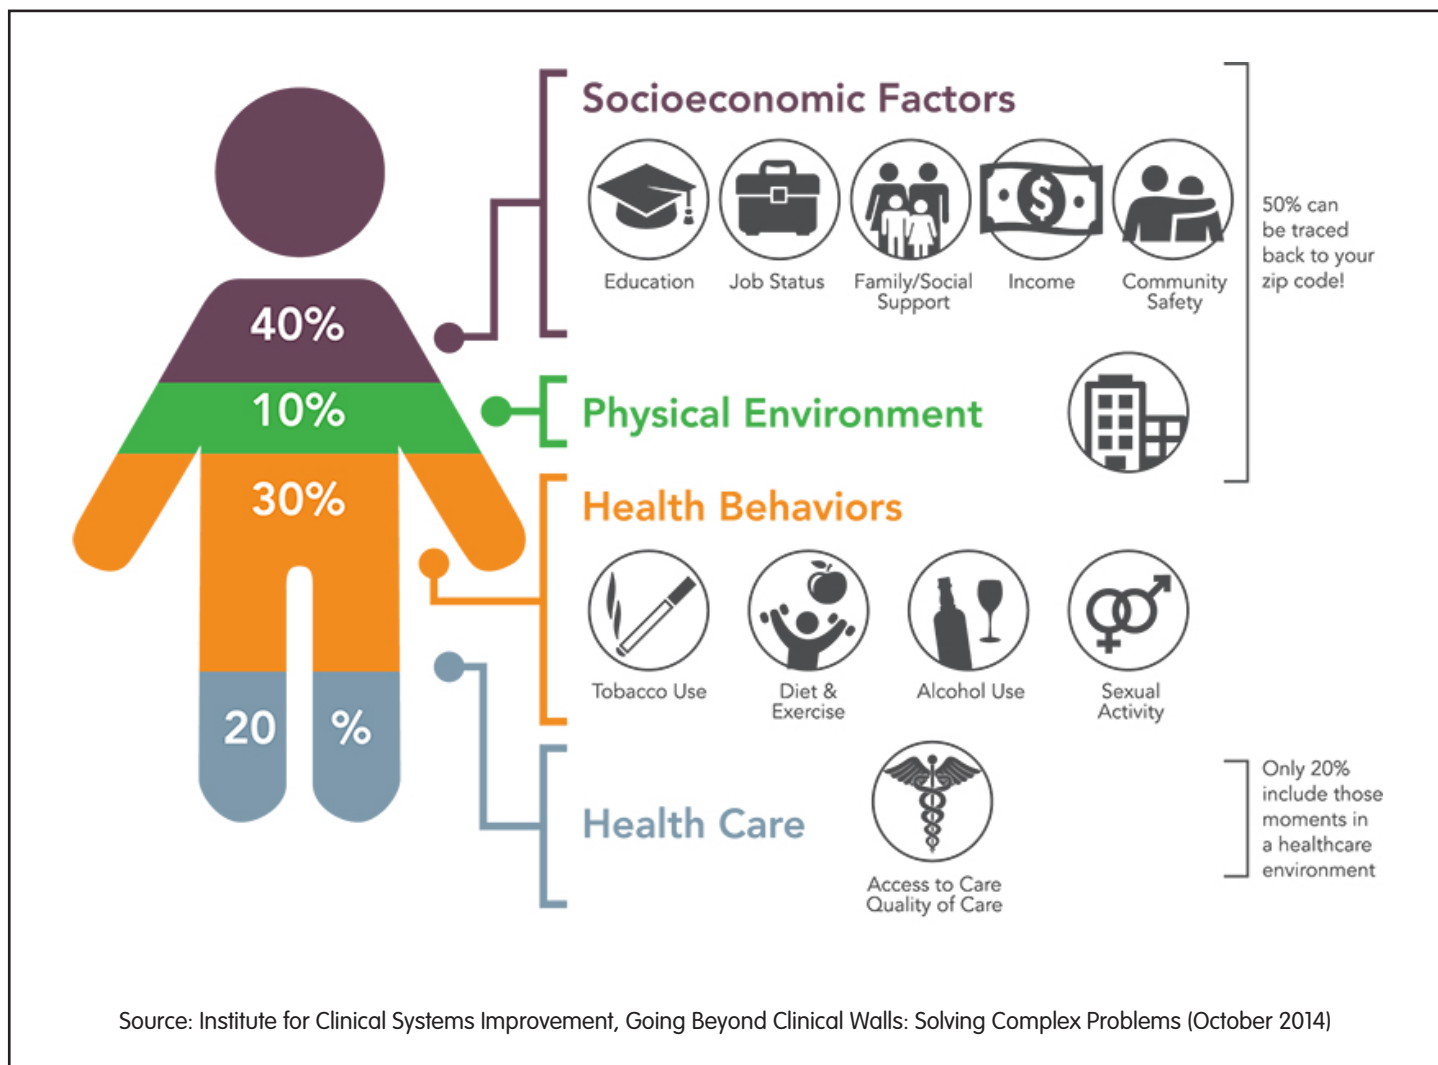 Socioeconomic Factors
Education
Job Status
Family/Social
Support
Income
Community
Safety
50% can
be traced
back to your
zip code!
40%
10%
Physical Environment
30%
Health Behaviors
Tobacco Use
Diet &
Exercise
Alcohol Use
Sexual
Activity
20 %
Health Care
Access to Care
Quality of Care
Only 20%
include those
moments in
a healthcare
environment
Source: Institute for Clinical Systems Improvement, Going Beyond Clinical Walls: Solving Complex Problems (October 2014)